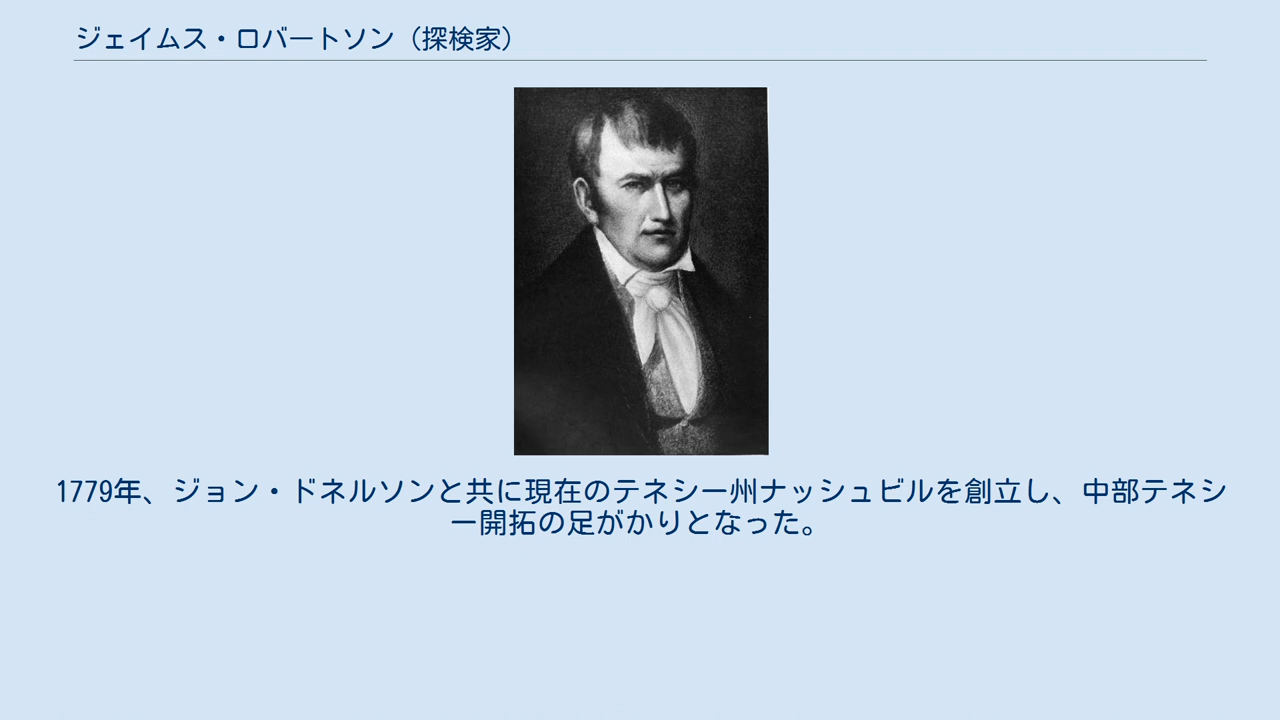 ジェイムス・ロバートソン（探検家）
1779年、ジョン・ドネルソンと共に現在のテネシー州ナッシュビルを創立し、中部テネシ
ー開拓の足がかりとなった。